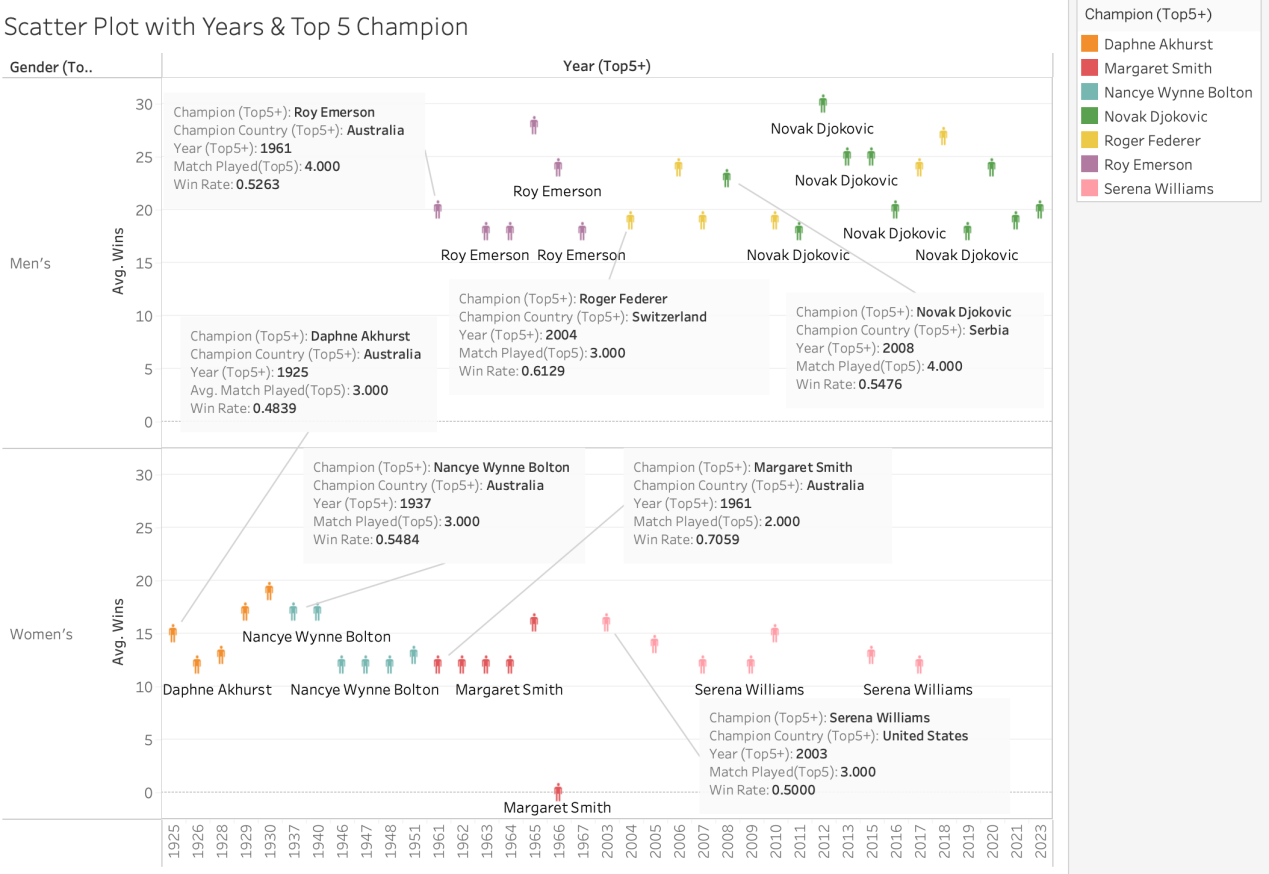 Scatter Plot with Years & Top 5 Champion
Gender (To..
Year (Top5+)
Men's
Avg. Wins
30
25
20
15
10
5
0
Champion (Top5+): Roy Emerson
Champion Country (Top5+): Australia
Year (Top5+): 1961
Match Played(Top5): 4.000
Win Rate: 0.5263
Novak Djokovic
Novak Djokovic
Roy Emerson
Novak Djokovic
Roy Emerson
Roy Emerson
Novak Djokovic
Novak Djokovic
Champion (Top5+): Roger Federer
Champion Country (Top5+): Switzerland
Year (Top5+): 2004
Match Played(Top5): 3.000
Win Rate: 0.6129
Champion (Top5+): Novak Djokovic
Champion Country (Top5+): Serbia
Year (Top5+): 2008
Match Played(Top5): 4.000
Win Rate: 0.5476
Champion (Top5+): Daphne Akhurst
Champion Country (Top5+): Australia
Year (Top5+): 1925
Avg. Match Played(Top5): 3.000
Win Rate: 0.4839
Women's
Avg. Wins
30
25
20
15
10
5
0
Champion (Top5+): Nancye Wynne Bolton
Champion Country (Top5+): Australia
Year (Top5+): 1937
Match Played(Top5): 3.000
Win Rate: 0.5484
Champion (Top5+): Margaret Smith
Champion Country (Top5+): Australia
Year (Top5+): 1961
Match Played(Top5): 2.000
Win Rate: 0.7059
Nancye Wynne Bolton
Daphne Akhurst
Nancye Wynne Bolton
Margaret Smith
Serena Williams
Serena Williams
Champion (Top5+): Serena Williams
Champion Country (Top5+): United States
Year (Top5+): 2003
Match Played(Top5): 3.000
Win Rate: 0.5000
Margaret Smith
1925
1926
1928
1929
1930
1937
1940
1946
1947
1948
1951
1961
1962
1963
1964
1965
1966
1967
2003
2004
2005
2006
2007
2008
2009
2010
2011
2012
2013
2015
2016
2017
2018
2019
2020
2021
2023
Champion (Top5+)
Daphne Akhurst
Margaret Smith
Nancye Wynne Bolton
Novak Djokovic
Roger Federer
Roy Emerson
Serena Williams